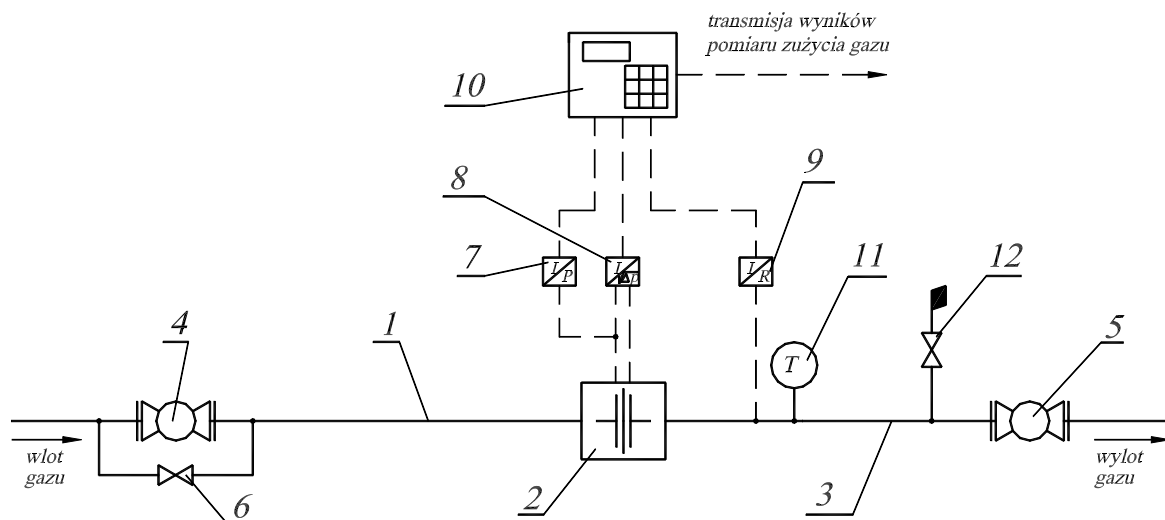 transmisja wyników
pomiaru zużycia gazu
10
8
9
7
I
P
I
Δp
I
R
11
12
4
1
T
5
wlot
gazu
6
2
3
wylot
gazu